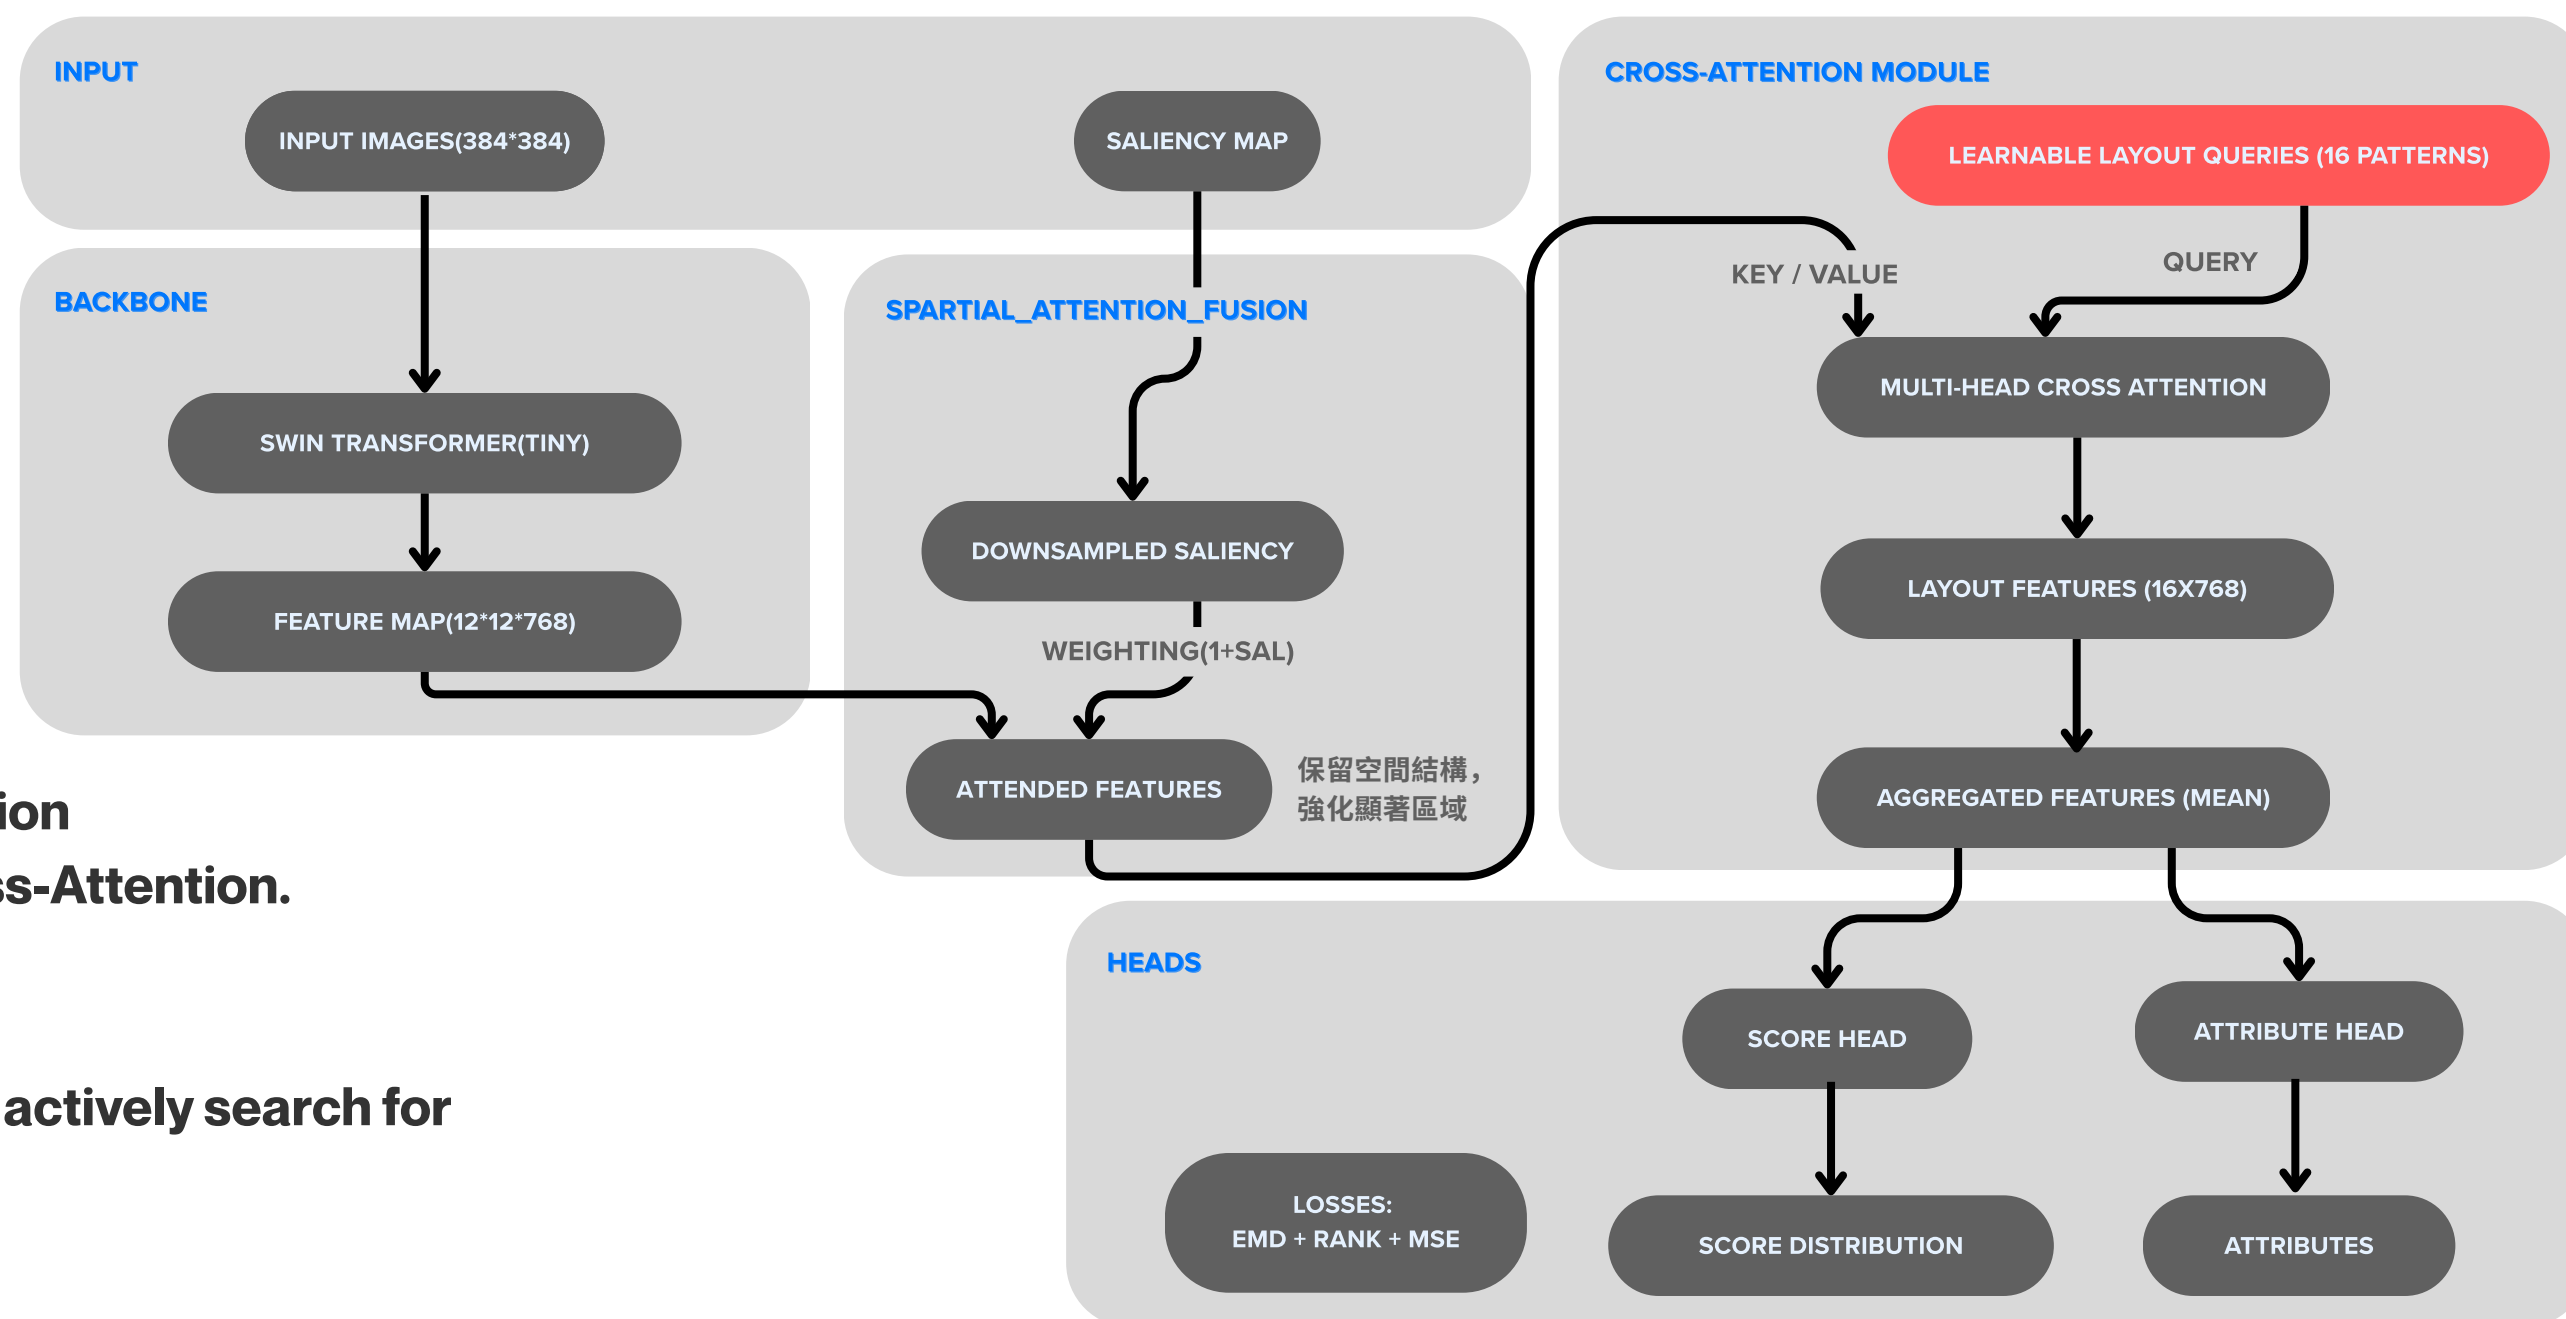 INPUT
INPUT IMAGES(384*384)
SALIENCY MAP
BACKBONE
SWIN TRANSFORMER(TINY)
FEATURE MAP(12*12*768)
SPARTIAL_ATTENTION_FUSION
DOWNSAMPLED SALIENCY
WEIGHTING(1+SAL)
ATTENDED FEATURES
保留空間結構，
強化顯著區域
CROSS-ATTENTION MODULE
LEARNABLE LAYOUT QUERIES (16 PATTERNS)
KEY / VALUE
QUERY
MULTI-HEAD CROSS ATTENTION
LAYOUT FEATURES (16X768)
AGGREGATED FEATURES (MEAN)
HEADS
SCORE HEAD
ATTRIBUTE HEAD
LOSSES:
EMD + RANK + MSE
SCORE DISTRIBUTION
ATTRIBUTES
ion
ss-Attention.
actively search for